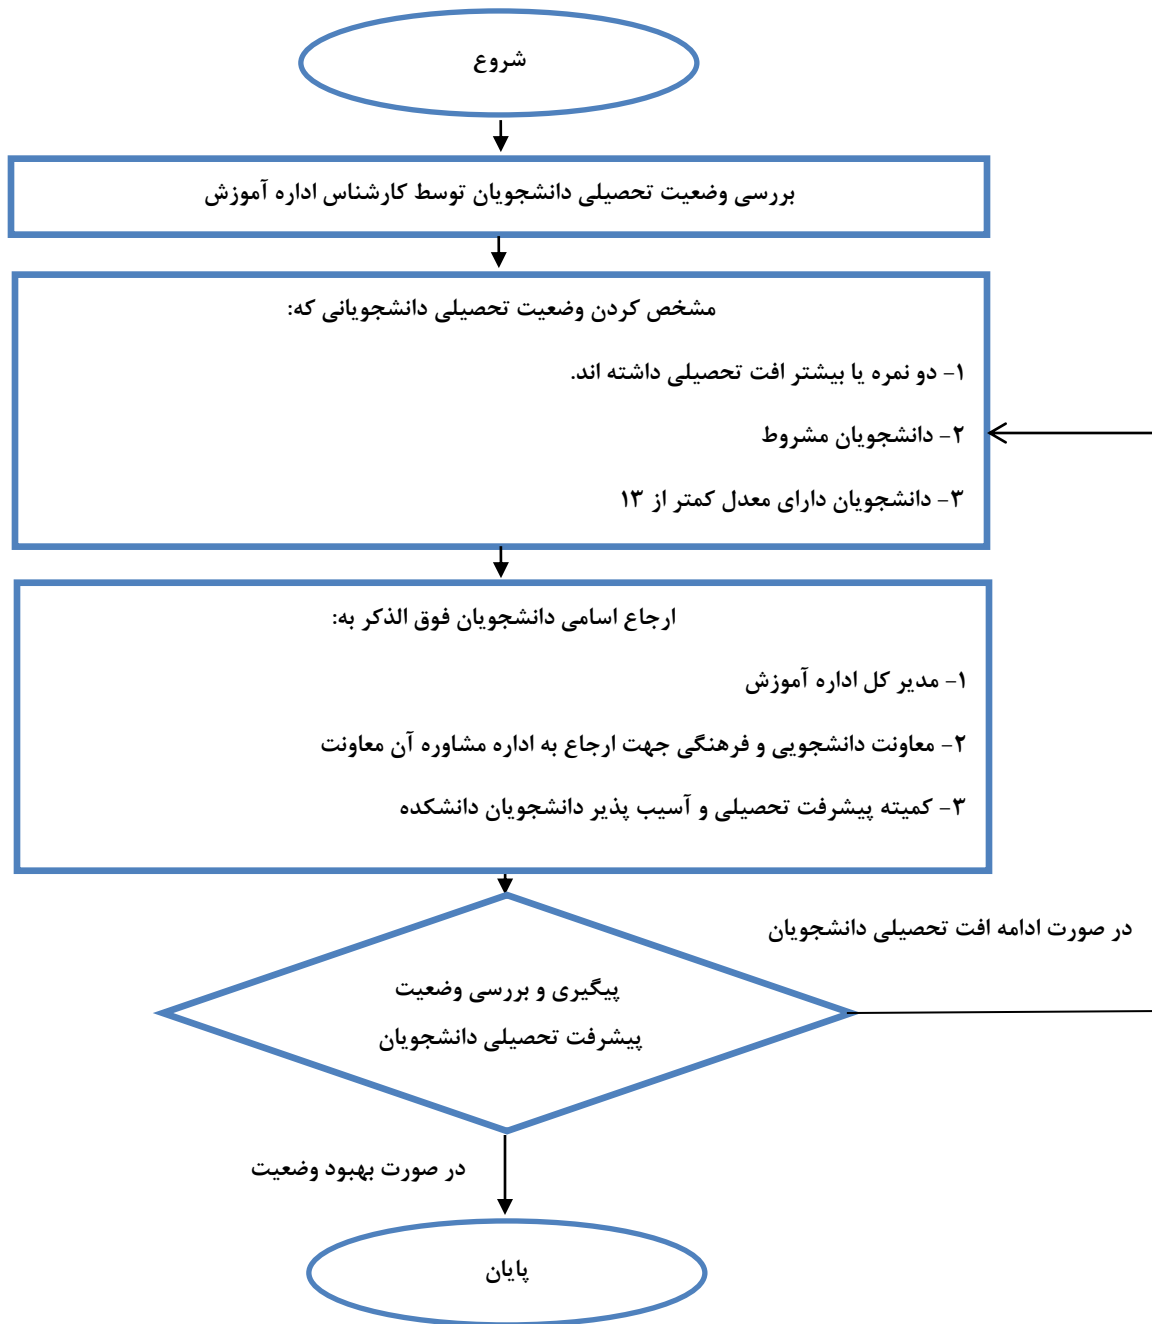 شروع
بررسی وضعیت تحصیلی دانشجویان توسط کارشناس اداره آموزش
مشخص کردن وضعیت تحصیلی دانشجویانی که:
۱- دو نمره یا بیشتر افت تحصیلی داشته اند.
۲- دانشجویان مشروط
۳- دانشجویان دارای معدل کمتر از ۱۳
ارجاع اسامی دانشجویان فوق الذکر به:
۱- مدیر کل اداره آموزش
۲- معاونت دانشجویی و فرهنگی جهت ارجاع به اداره مشاوره آن معاونت
۳- کمیته پیشرفت تحصیلی و آسیب پذیر دانشجویان دانشکده
در صورت ادامه افت تحصیلی دانشجویان
پیگیری و بررسی وضعیت
پیشرفت تحصیلی دانشجویان
در صورت بهبود وضعیت
پایان